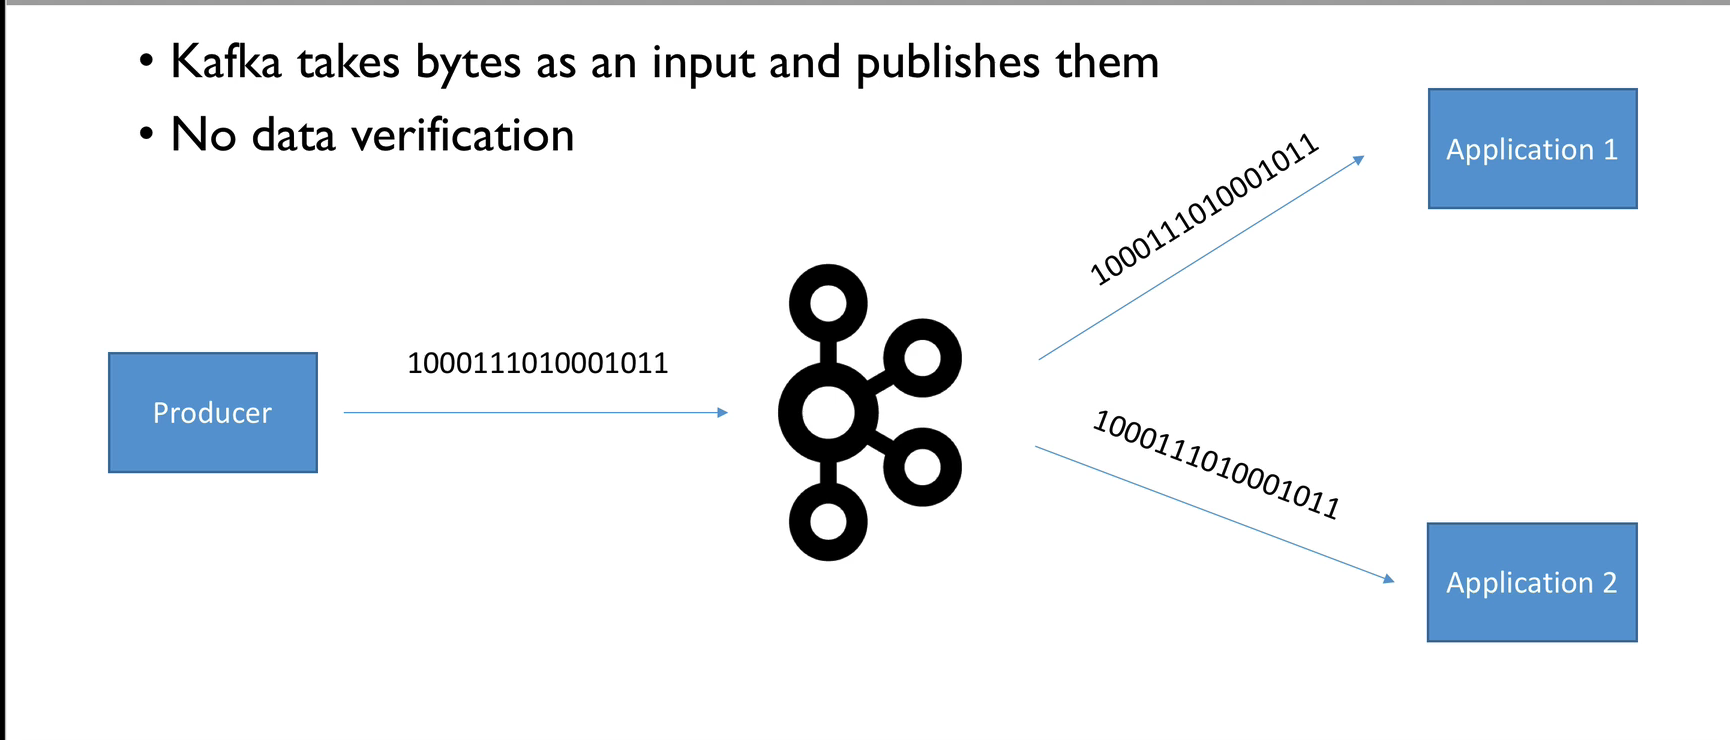 • Kafka takes bytes as an input and publishes them
• No data verification
Application 1
1000111010001011
1000111010001011
Producer
1000111010001011
Application 2